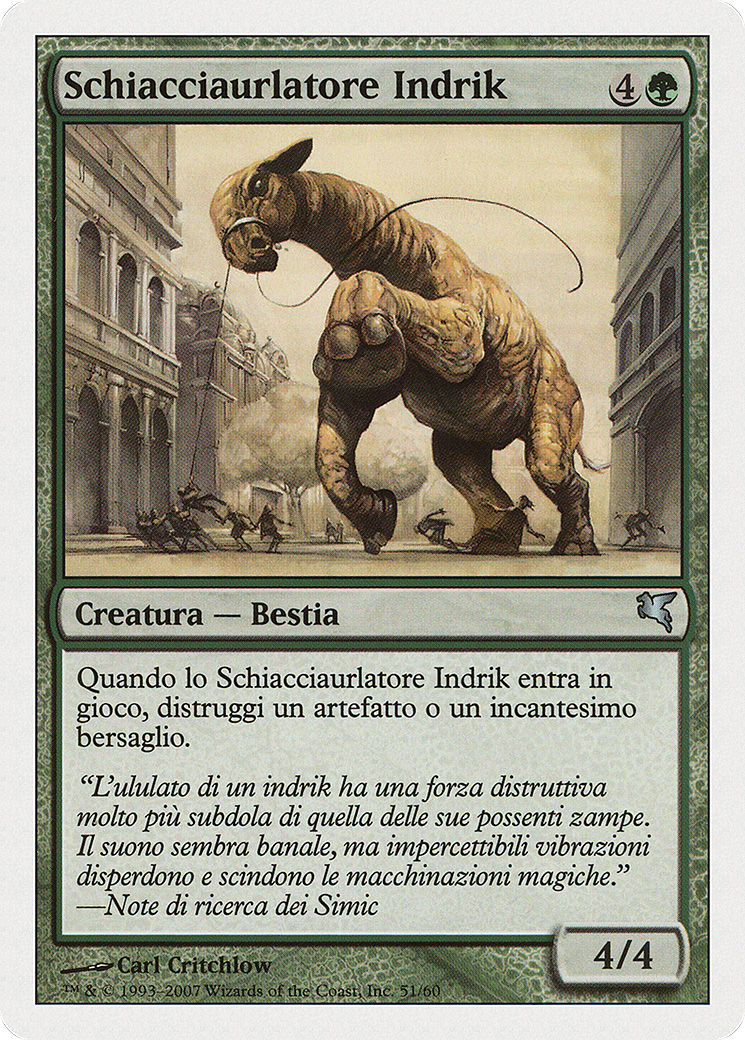 Schiacciaurlatore Indrik 4
Creatura — Bestia
Quando lo Schiacciaurlatore Indrik entra in
gioco, distruggi un artefatto o un incantesimo
bersaglio.
“L’ululato di un indrik ha una forza distruttiva
molto più subdola di quella delle sue possenti zampe.
Il suono sembra banale, ma impercettibili vibrazioni
disperdono e scindono le macchinazioni magiche.”
—Note di ricerca dei Simic
4/4
Carl Critchlow
™ & © 1993–2007 Wizards of the Coast, Inc. 51/60